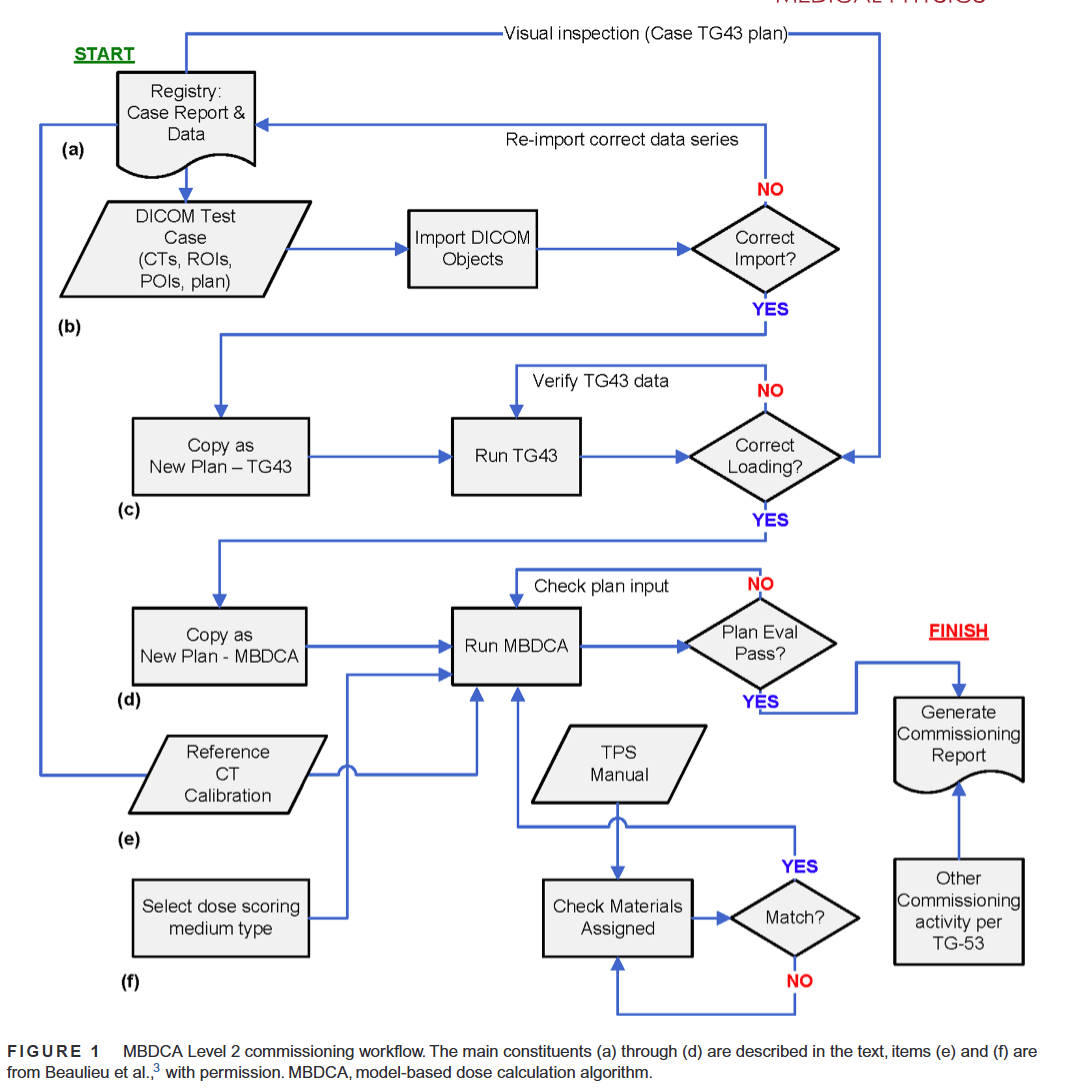 MEDICAL PHYSICS
Visual inspection (Case TG43 plan)
START
Registry:
Case Report &
Data
(a)
Re-import correct data series
NO
DICOM Test
Case
(CTs, ROIs,
POIs, plan)
Import DICOM
Objects
Correct
Import?
YES
(b)
Verify TG43 data
NO
Copy as
New Plan – TG43
Run TG43
Correct
Loading?
(c)
YES
Check plan input
NO
Copy as
New Plan - MBDCA
Run MBDCA
Plan Eval
Pass?
FINISH
(d)
YES
Generate
Commissioning
Report
Reference
CT
Calibration
TPS
Manual
(e)
YES
Select dose scoring
medium type
Check Materials
Assigned
Match?
Other
Commissioning
activity per
TG-53
(f)
NO
FIGURE 1 MBDCA Level 2 commissioning workflow. The main constituents (a) through (d) are described in the text, items (e) and (f) are
from Beaulieu et al.,3 with permission. MBDCA, model-based dose calculation algorithm.